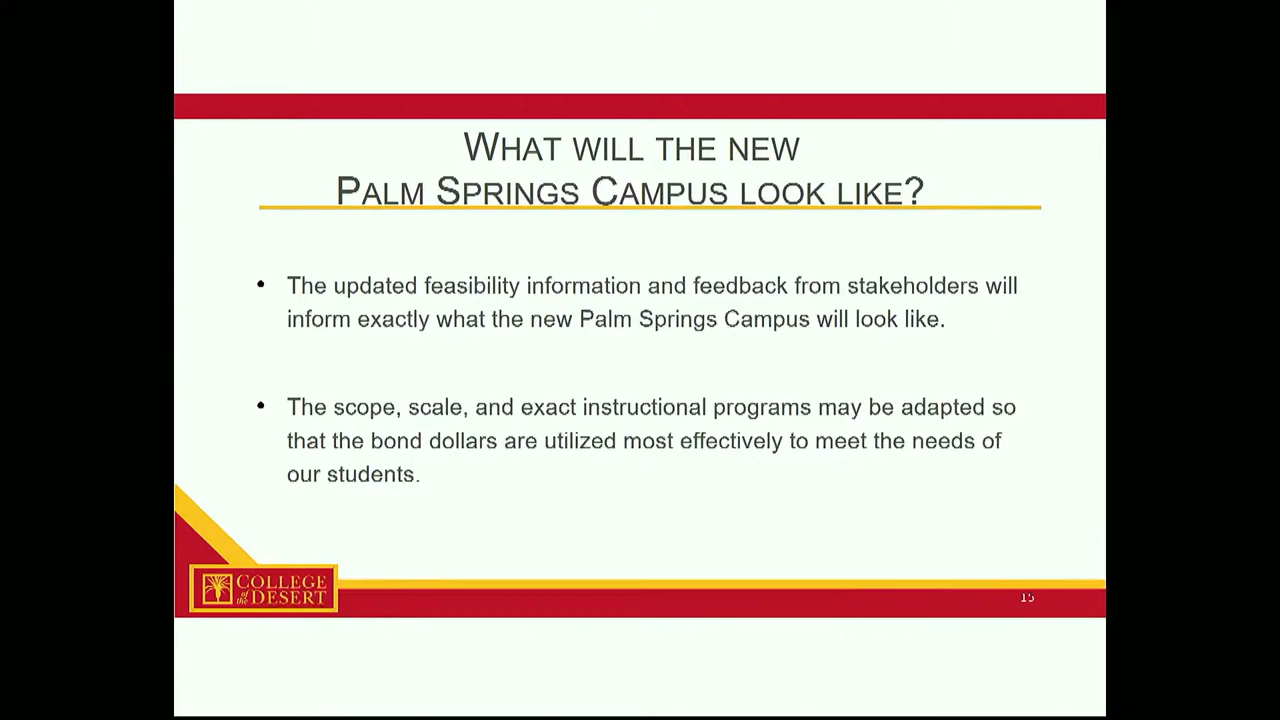 WHAT WILL THE NEW
PALM SPRINGS CAMPUS LOOK LIKE?
• The updated feasibility information and feedback from stakeholders will
inform exactly what the new Palm Springs Campus will look like.
• The scope, scale, and exact instructional programs may be adapted so
that the bond dollars are utilized most effectively to meet the needs of
our students.
COLLEGE
of the DESERT
15